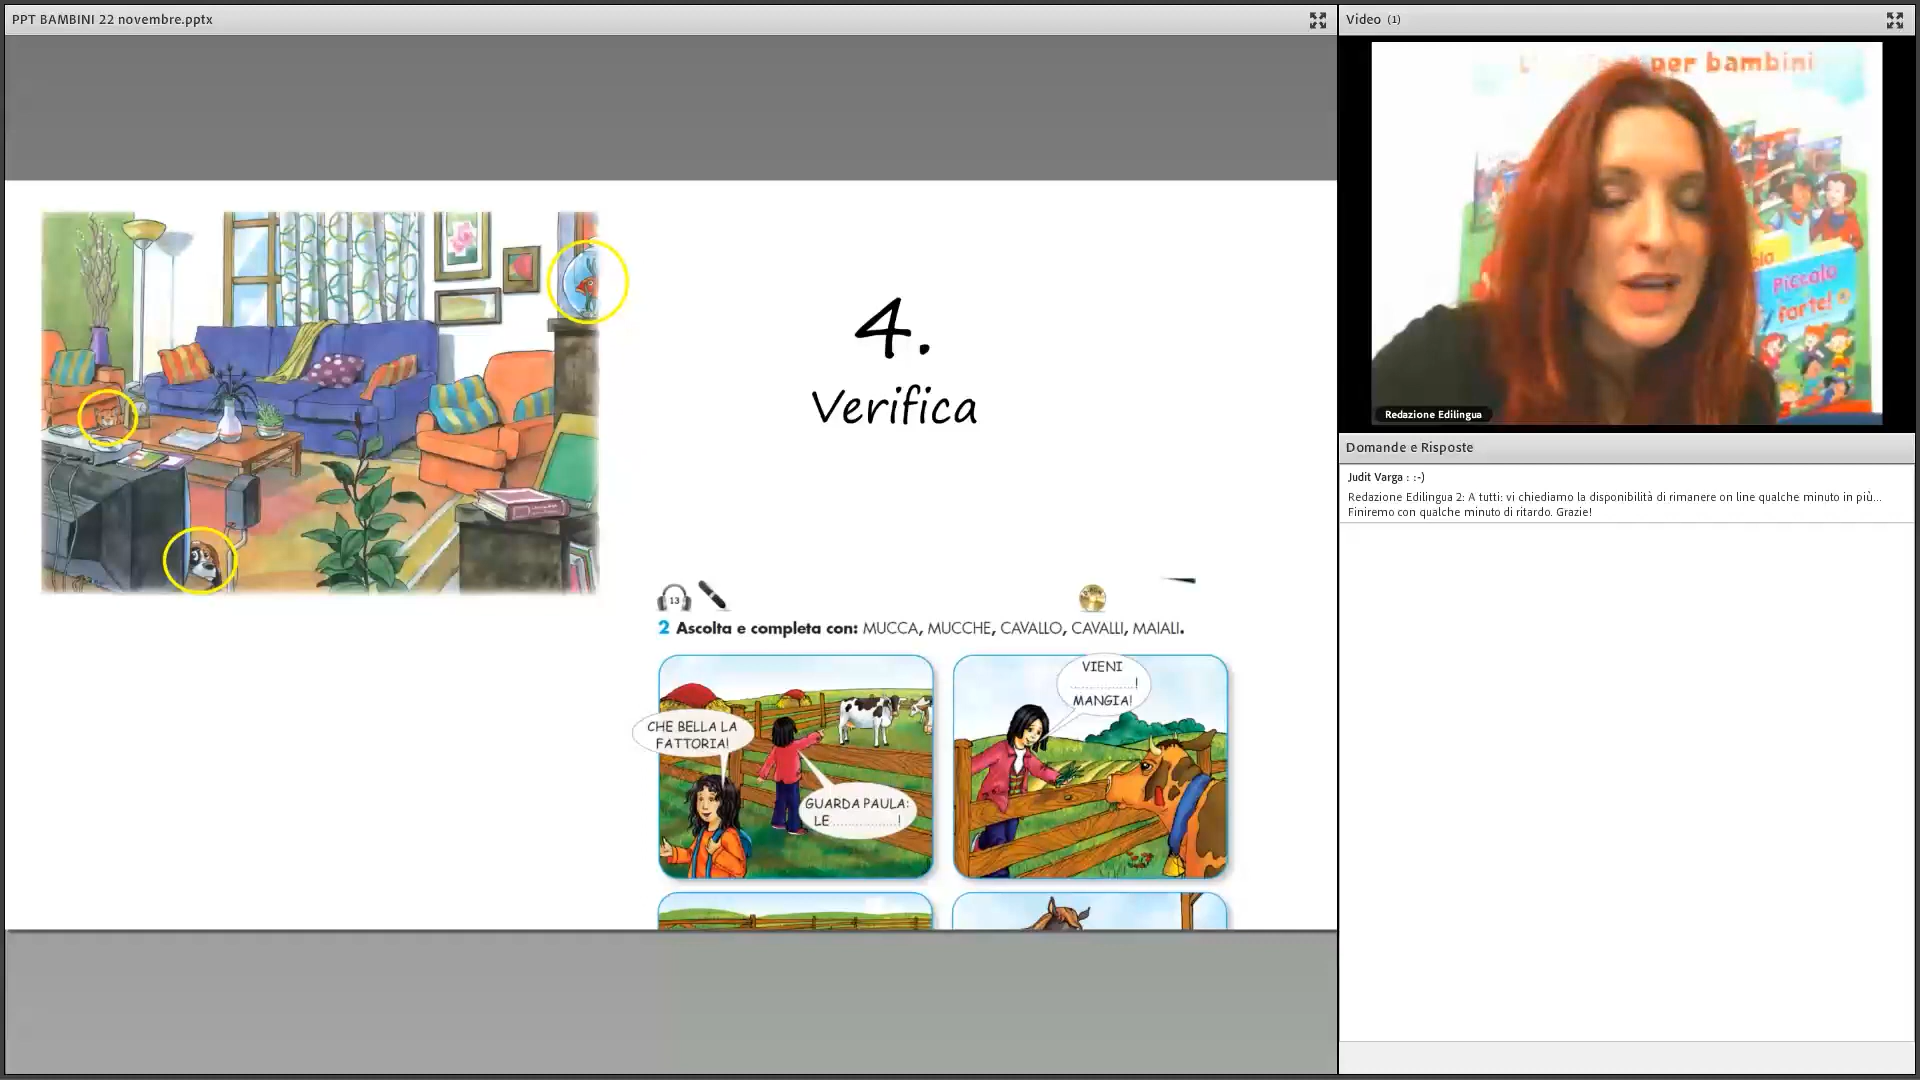 PPT BAMBINI 22 novembre.pptx
4.
Verifica
13
2 Ascolta e completa con: MUCCA, MUCCHE, CAVALLO, CAVALLI, MAIALI.
CHE BELLA LA
FATTORIA!
GUARDA PAULA:
LE ................!
VIENI
................!
MANGIA!
Video (1)
per bambini
Piccolo
forte!
Redazione Edilingua
Domande e Risposte
Judit Varga : :-)
Redazione Edilingua 2: A tutti: vi chiediamo la disponibilità di rimanere on line qualche minuto in più...
Finiremo con qualche minuto di ritardo. Grazie!